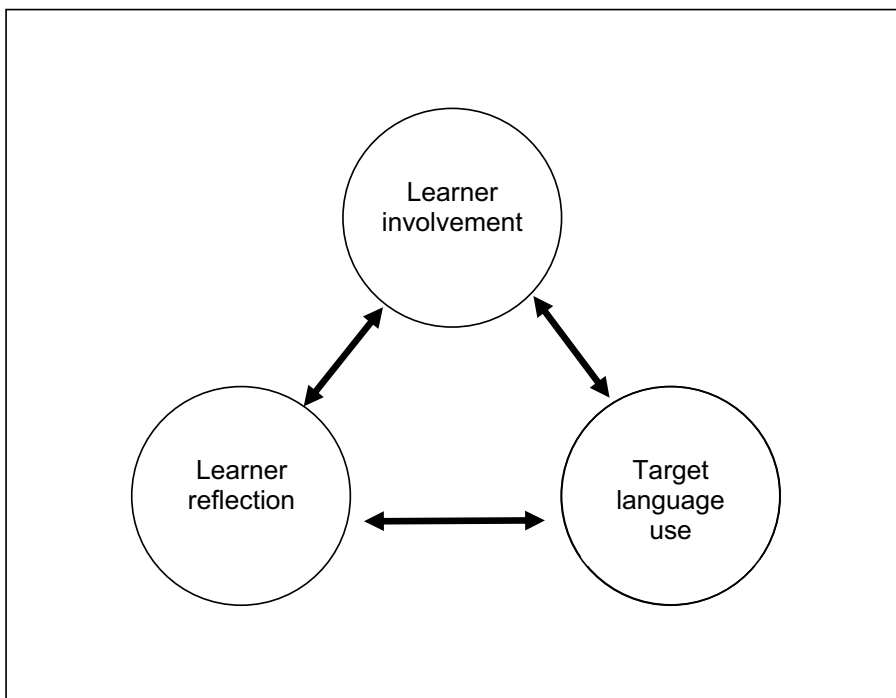 Learner
involvement
Learner
reflection
Target
language
use